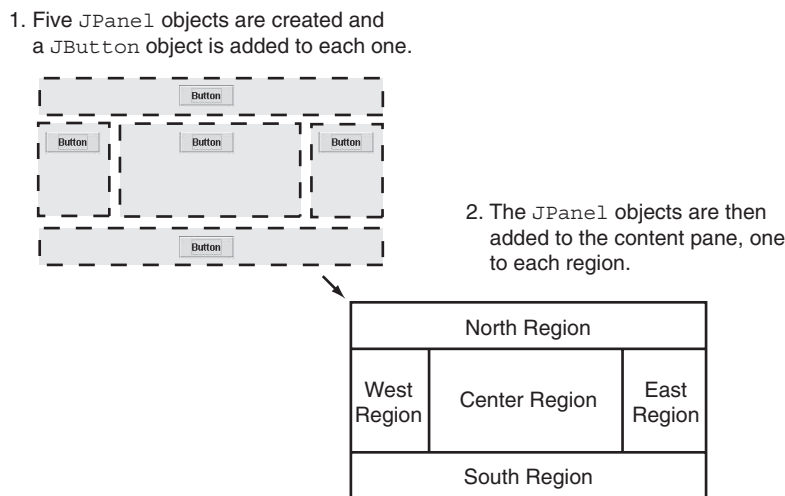 1. Five JPanel objects are created and
a JButton object is added to each one.
Button
Button Button Button
Button
2. The JPanel objects are then
added to the content pane, one
to each region.
North Region
West
Region
Center Region
East
Region
South Region